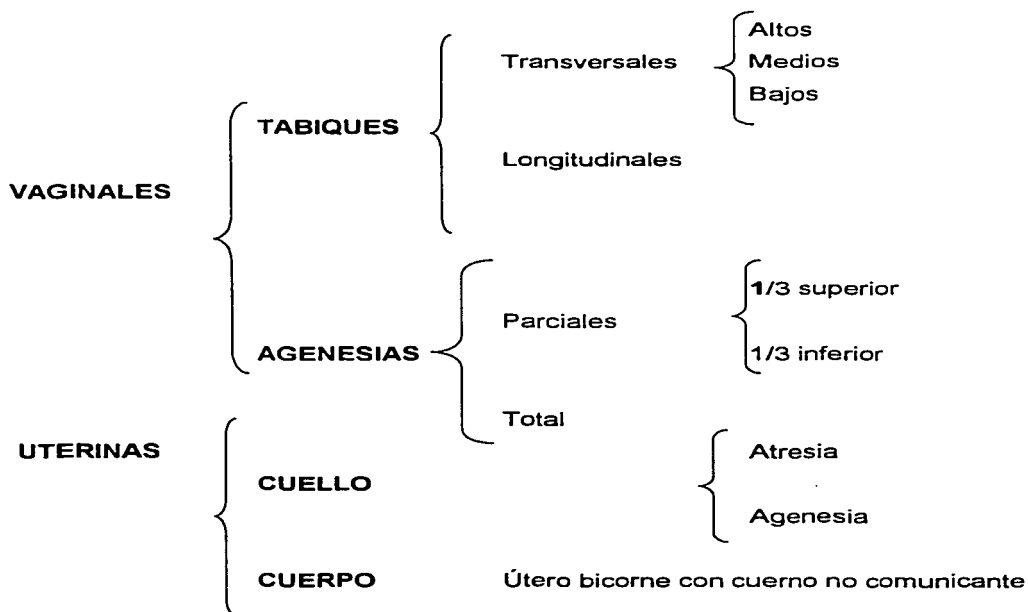 Altos
Transversales
Medios
Bajos
TABIQUES
Longitudinales
VAGINALES
1/3 superior
Parciales
AGENESIAS
1/3 inferior
Total
UTERINAS
Atresia
CUELLO
Agenesia
CUERPO
Útero bicorne con cuerno no comunicante